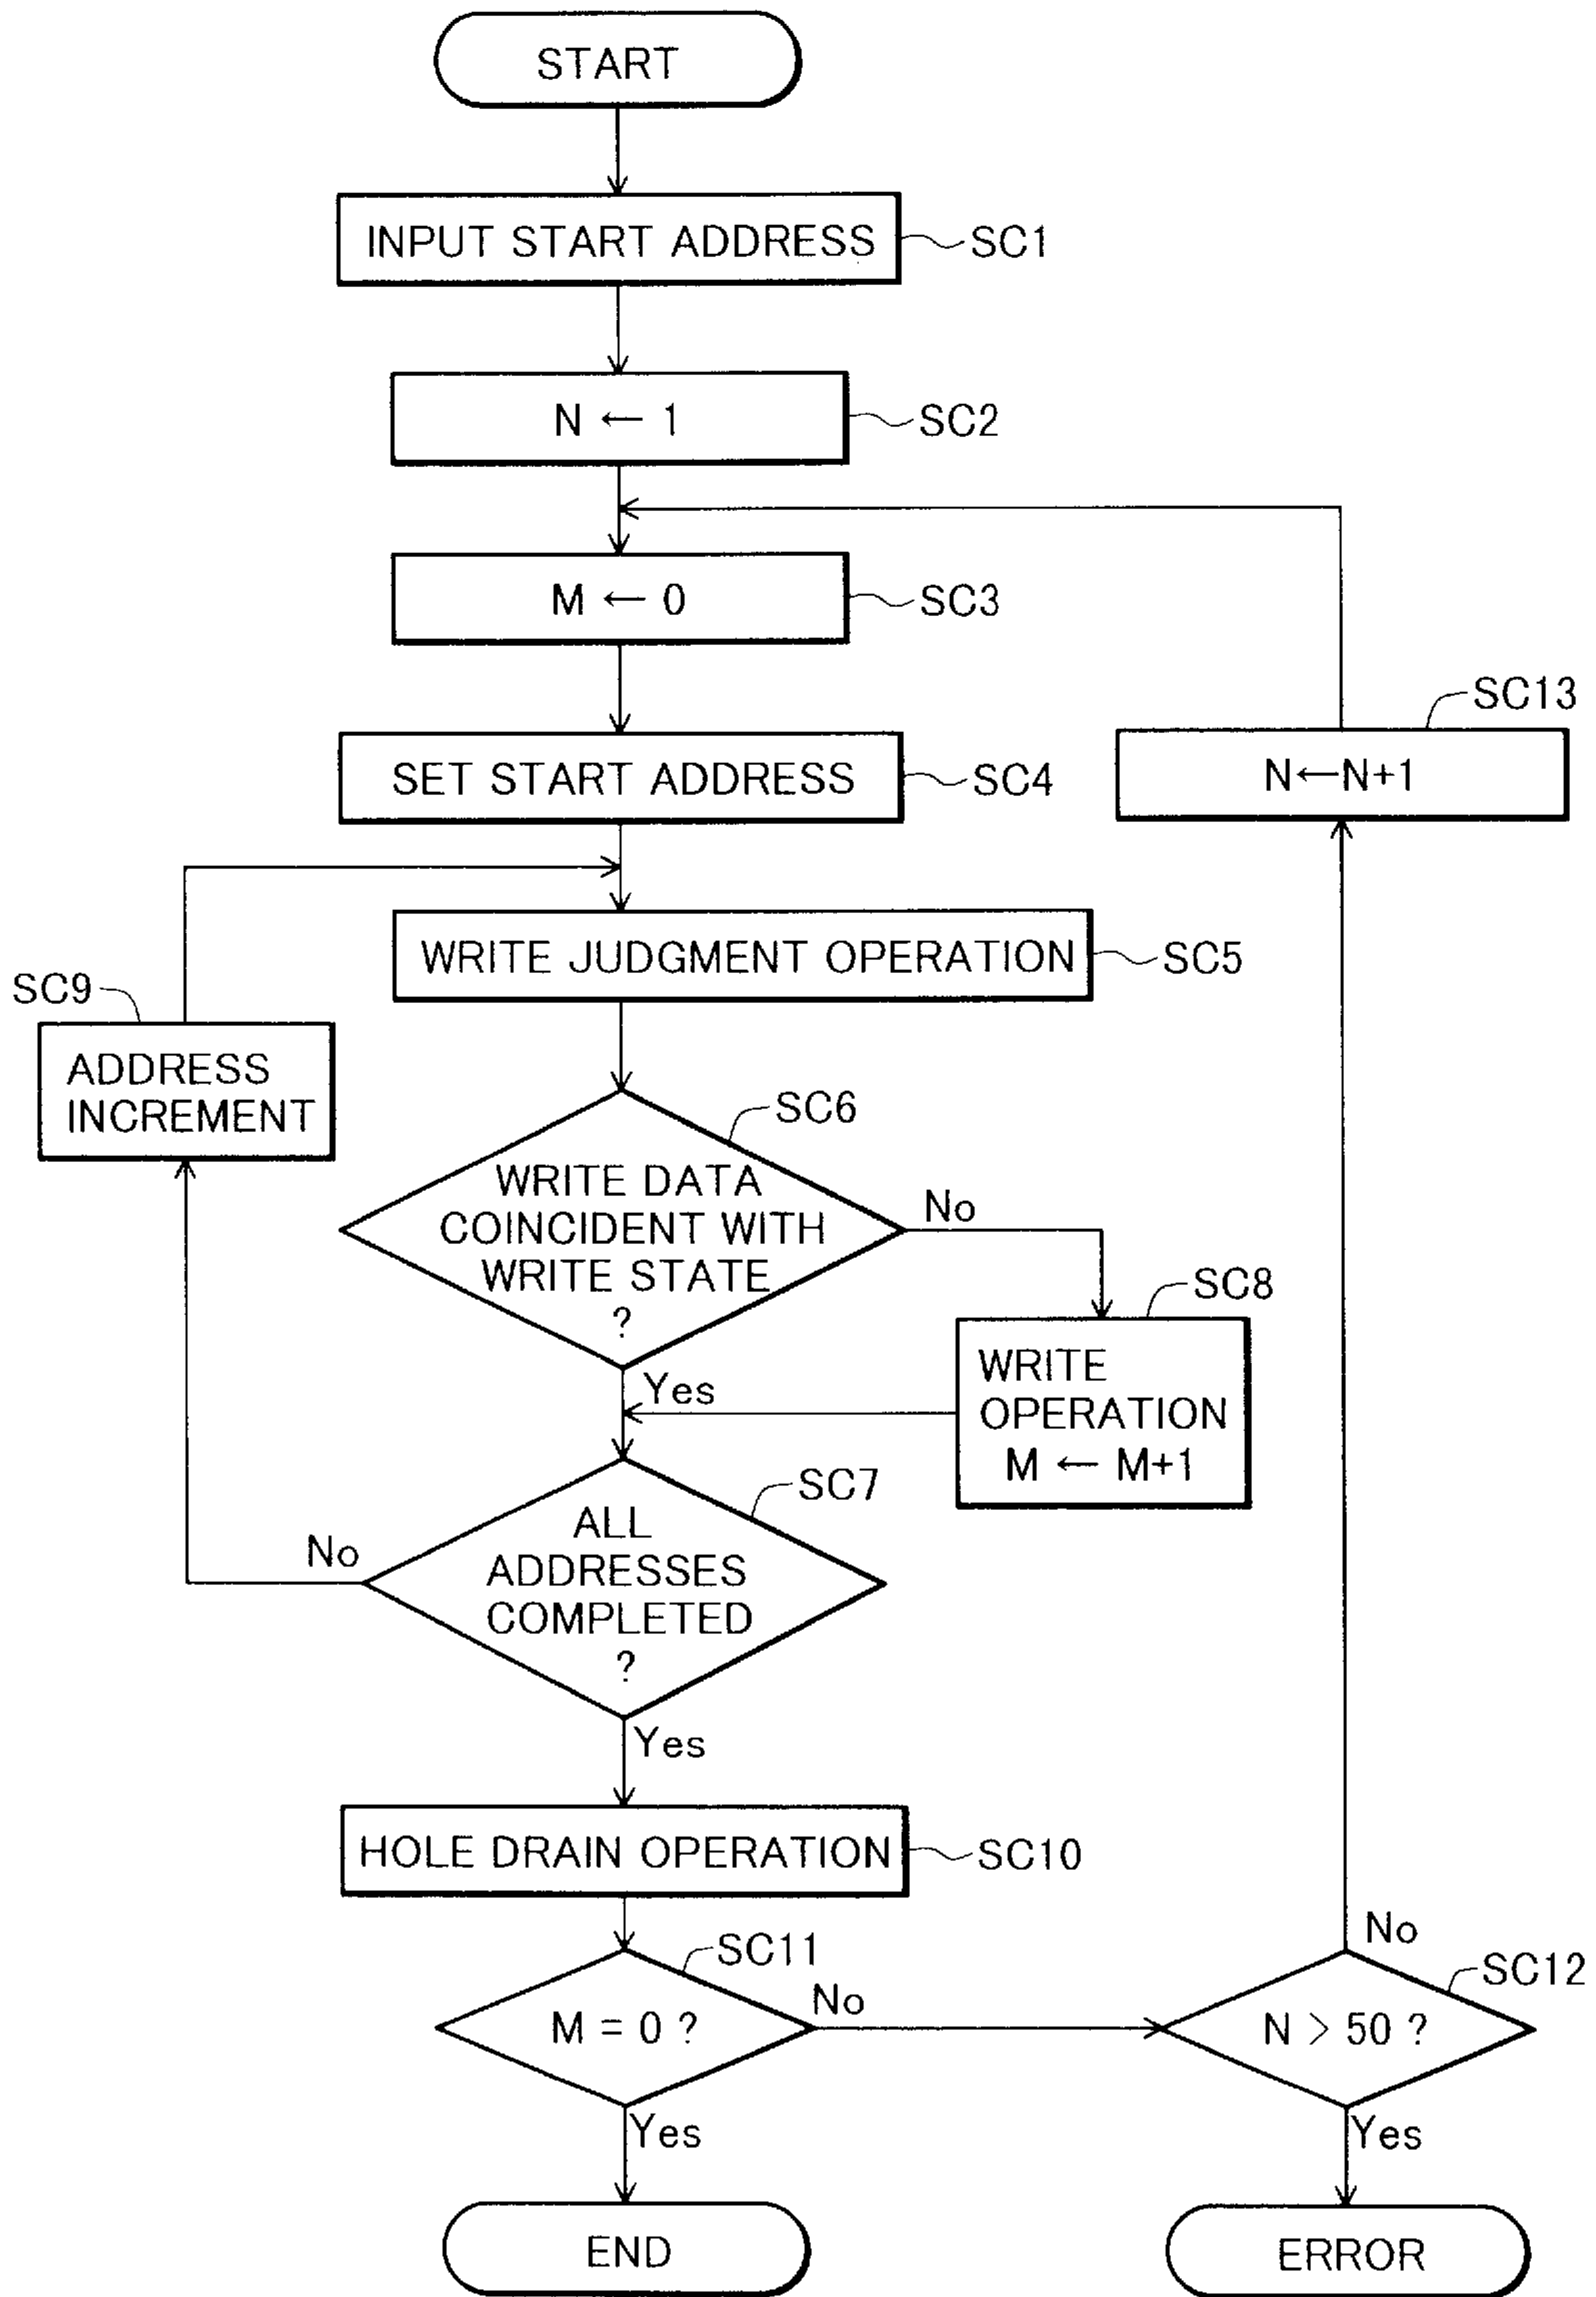 START
INPUT START ADDRESS
SC1
N ← 1
SC2
M ← 0
SC3
SC13
N←N+1
SET START ADDRESS
SC4
WRITE JUDGMENT OPERATION
SC5
SC9
ADDRESS
INCREMENT
SC6
WRITE DATA
COINCIDENT WITH
WRITE STATE
?
No
SC8
WRITE
OPERATION
M ← M+1
Yes
SC7
ALL
ADDRESSES
COMPLETED
?
No
Yes
HOLE DRAIN OPERATION
SC10
SC11
M = 0 ?
No
No
SC12
N > 50 ?
Yes
Yes
END
ERROR